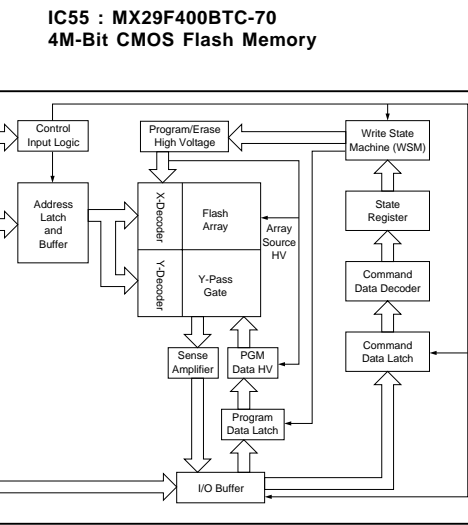 IC55 : MX29F400BTC-70
4M-Bit CMOS Flash Memory
Control
Input Logic
Program/Erase
High Voltage
Write State
Machine (WSM)
Address
Latch
and
Buffer
X-Decoder
Flash
Array
Array
Source
HV
State
Register
Y-Decoder
Y-Pass
Gate
Command
Data Decoder
Sense
Amplifier
PGM
Data HV
Command
Data Latch
Program
Data Latch
I/O Buffer